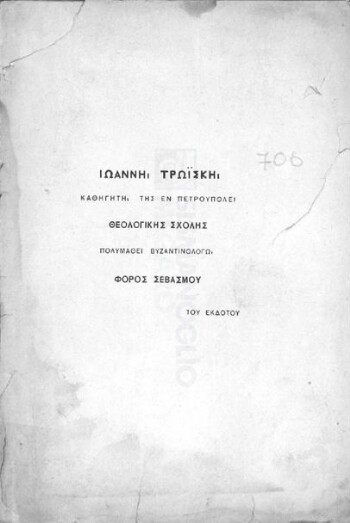 ΙΩΑΝΝΗι ΤΡΩΪΣΚΗι
706
ΚΑΘΗΓΗΤΗι ΤΗΣ ΕΝ ΠΕΤΡΟΥΠΟΛΕΙ
ΘΕΟΛΟΓΙΚΗΣ ΣΧΟΛΗΣ
ΠΟΛΥΜΑΘΕΙ ΒΥΖΑΝΤΙΝΟΛΟΓΩι
ΦΟΡΟΣ ΣΕΒΑΣΜΟΥ
ΤΟΥ ΕΚΔΟΤΟΥ